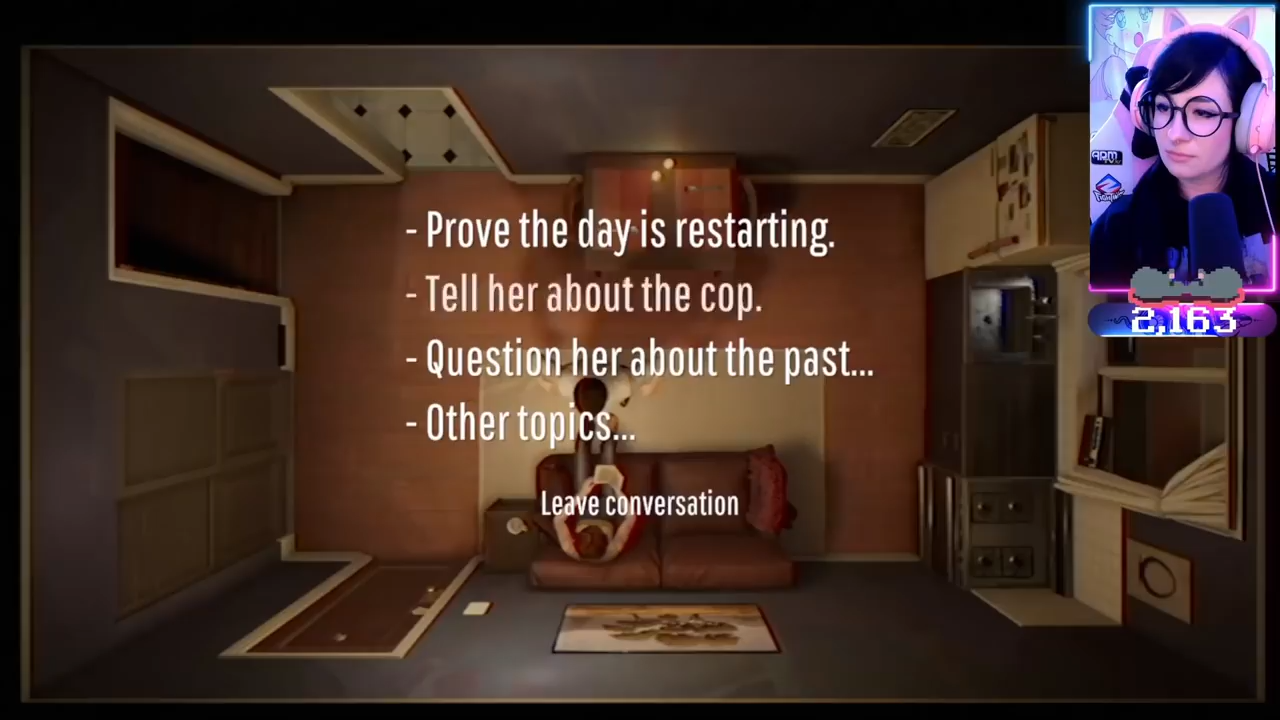 - Prove the day is restarting.
- Tell her about the cop.
- Question her about the past...
- Other topics...
Leave conversation
2,163